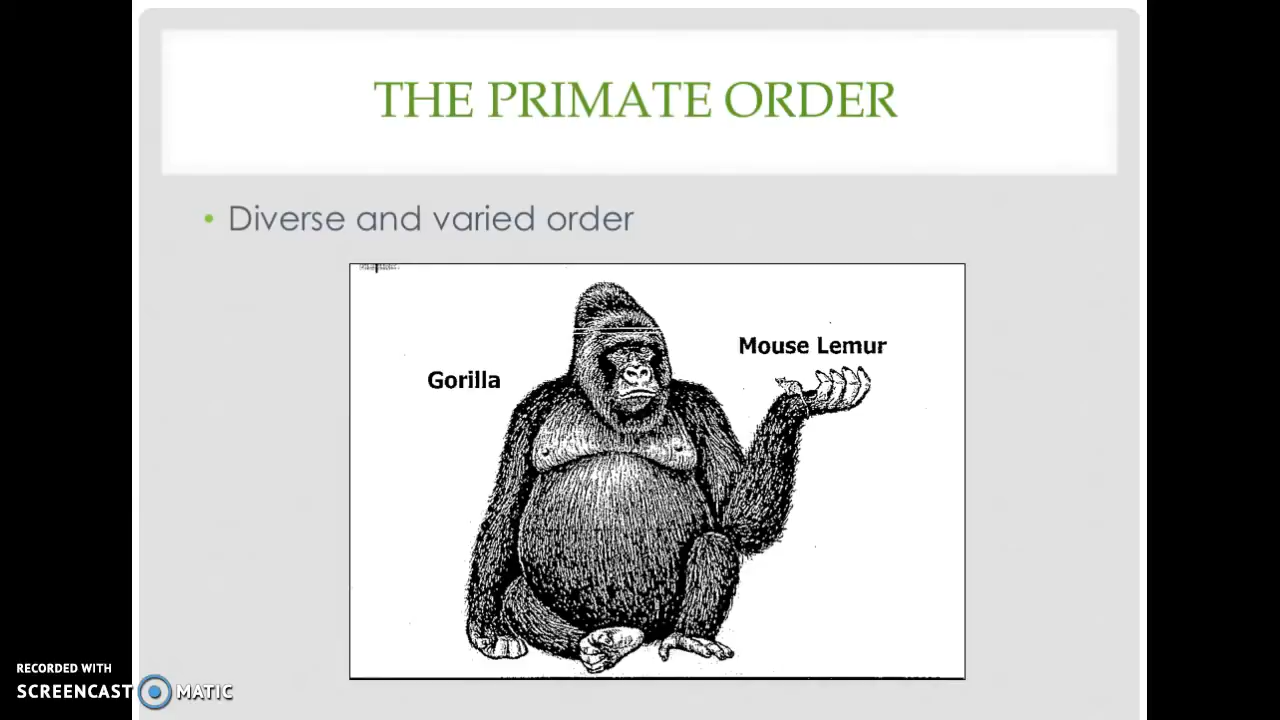 THE PRIMATE ORDER
• Diverse and varied order
Mouse Lemur
Gorilla
RECORDED WITH
SCREENCAST MATIC